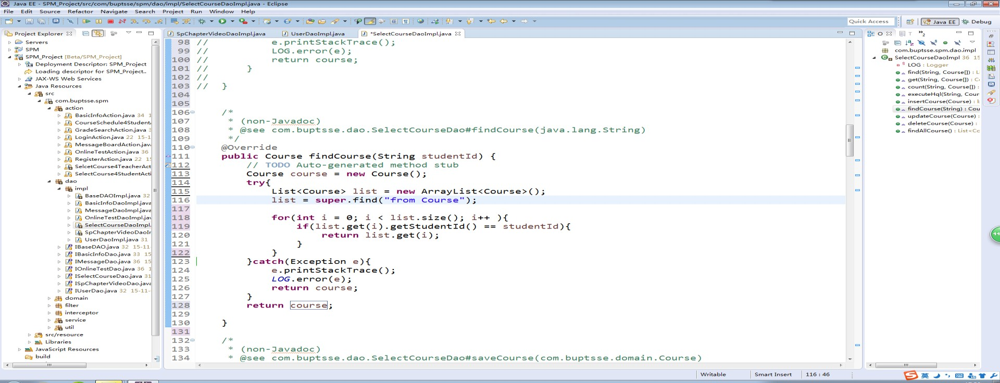 Java EE - SPM_Project/src/com/buptsse/spm/dao/impl/SelectCourseDaoImpl.java - Eclipse
File Edit Source Refactor Navigate Search Project Run Window Help
Quick Access
Java EE
Debug
Project Explorer
SpChapterVideoDaoImpl.java
UserDaoImpl.java
*SelectCourseDaoImpl.java
Servers
SPM
SPM_Project [Beta/SPM_Project]
Deployment Descriptor: SPM_Project
Loading descriptor for SPM_Project..
JAX-WS Web Services
Java Resources
src
com.buptsse.spm
action
BasicInfoAction.java 34 1
CourseSchedule4Student
GradeSearchAction.java 3
LoginAction.java 22 15-1
MessageBoardAction.java
OnlineTestAction.java 36
RegisterAction.java 22 15
SelcetCourse4TeacherAct
SelectCourse4StudentActi
dao
impl
BaseDAOImpl.java 32
BasicInfoDaoImpl.java
MessageDaoImpl.java
OnlineTestDaoImpl.jav
SelectCourseDaoImpl.
SpChapterVideoDaoIr
UserDaoImpl.java 31
IBaseDAO.java 32 15-11-
IBasicInfoDao.java 33 15
IMessageDao.java 36 15
IOnlineTestDao.java 36 1
ISelectCourseDao.java 31
ISpChapterVideoDao.java
IUserDao.java 32 15-11-
domain
filter
interceptor
service
util
src/resource
Libraries
JavaScript Resources
build
98 // e.printStackTrace();
99 // LOG.error(e);
100 // return course;
101 // }
102 //
103 // }
104
105
106 /*
107 * (non-Javadoc)
108 * @see com.buptsse.dao.SelectCourseDao#findCourse(java.lang.String)
109 */
110 @Override
111 public Course findCourse(String studentId) {
112 // TODO Auto-generated method stub
113 Course course = new Course();
114 try{
115 List<Course> list = new ArrayList<Course>();
116 list = super.find("from Course");
117
118 for(int i = 0; i < list.size(); i++ ){
119 if(list.get(i).getStudentId() == studentId){
120 return list.get(i);
121 }
122 }
123 }catch(Exception e){
124 e.printStackTrace();
125 LOG.error(e);
126 return course;
127 }
128 return course;
129
130 }
131
132 /*
133 * (non-Javadoc)
134 * @see com.buptsse.dao.SelectCourseDao#saveCourse(com.buptsse.domain.Course)
com.buptsse.spm.dao.impl
SelectCourseDaoImpl 36 15
LOG : Logger
find(String, Course[]) : L
get(String, Course[]) : C
count(String, Course[]) :
executeHql(String, Cour
insertCourse(Course) : b
findCourse(String) : Cou
updateCourse(Course) :
deleteCourse(Course) :
findAllCourse() : List<Co
44
Writable
Smart Insert
116 : 46
英